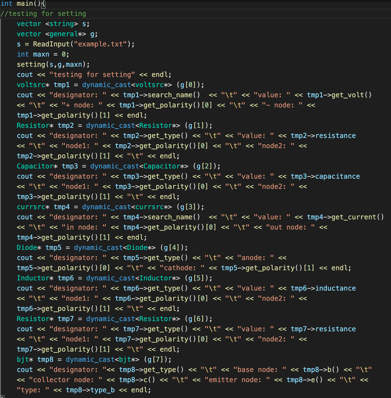 int main(){
//testing for setting
vector <string> s;
vector <general*> g;
s = ReadInput("example.txt");
int maxn = 0;
setting(s,g,maxn);
cout << "testing for setting" << endl;
voltsrc* tmp1 = dynamic_cast<voltsrc*> (g[0]);
cout << "designator: " << tmp1->search_name() << "\t" << "value: " << tmp1->get_volt()
<< "\t" << "+ node: " << tmp1->get_polarity()[0] << "\t" << "- node: " <<
tmp1->get_polarity()[1] << endl;
Resistor* tmp2 = dynamic_cast<Resistor*> (g[1]);
cout << "designator: " << tmp2->get_type() << "\t" << "value: " << tmp2->resistance
<< "\t" << "node1: " << tmp2->get_polarity()[0] << "\t" << "node2: " <<
tmp2->get_polarity()[1] << "\t" << endl;
Capacitor* tmp3 = dynamic_cast<Capacitor*> (g[2]);
cout << "designator: " << tmp3->get_type() << "\t" << "value: " << tmp3->capacitance
<< "\t" << "node1: " << tmp3->get_polarity()[0] << "\t" << "node2: " <<
tmp3->get_polarity()[1] << "\t" << endl;
currsrc* tmp4 = dynamic_cast<currsrc*> (g[3]);
cout << "designator: " << tmp4->search_name() << "\t" << "value: " << tmp4->get_current()
<< "\t" << "in node: " << tmp4->get_polarity()[0] << "\t" << "out node: " <<
tmp4->get_polarity()[1] << endl;
Diode* tmp5 = dynamic_cast<Diode*> (g[4]);
cout << "designator: " << tmp5->get_type() << "\t" << "anode: " <<
tmp5->get_polarity()[0] << "\t" << "cathode: " << tmp5->get_polarity()[1] << endl;
Inductor* tmp6 = dynamic_cast<Inductor*> (g[5]);
cout << "designator: " << tmp6->get_type() << "\t" << "value: " << tmp6->inductance
<< "\t" << "node1: " << tmp6->get_polarity()[0] << "\t" << "node2: " <<
tmp6->get_polarity()[1] << "\t" << endl;
Resistor* tmp7 = dynamic_cast<Resistor*> (g[6]);
cout << "designator: " << tmp7->get_type() << "\t" << "value: " << tmp7->resistance
<< "\t" << "node1: " << tmp7->get_polarity()[0] << "\t" << "node2: " <<
tmp7->get_polarity()[1] << "\t" << endl;
bjt* tmp8 = dynamic_cast<bjt*> (g[7]);
cout << "designator: "<< tmp8->get_type() << "\t" << "base node: " << tmp8->b() << "\t"
<< "collector node: " << tmp8->c() << "\t" << "emitter node: " << tmp8->e() << "\t" <<
"type: " << tmp8->type_b << endl;